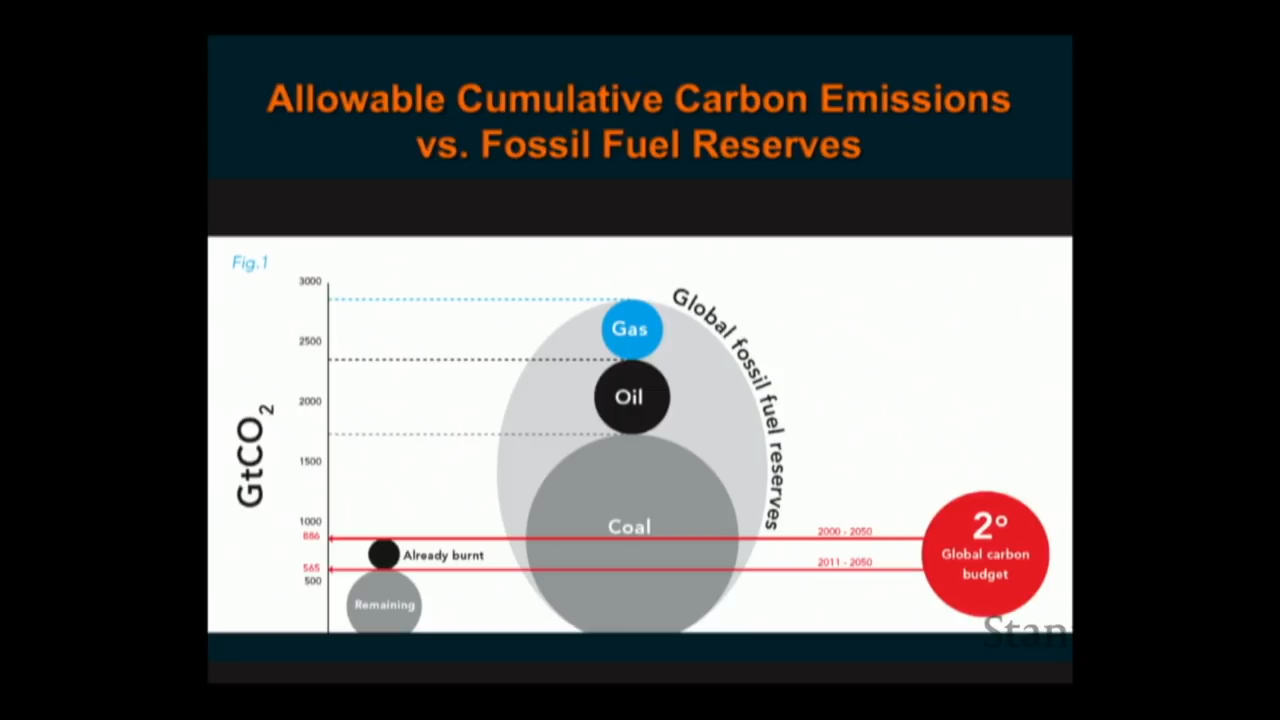 Allowable Cumulative Carbon Emissions
vs. Fossil Fuel Reserves
Fig.1
GtCO2
3000
2500
2000
1500
1000
886
565
500
Gas
Oil
Coal
Global fossil fuel reserves
Already burnt
Remaining
2000 - 2050
2011 - 2050
2°
Global carbon
budget
Stan